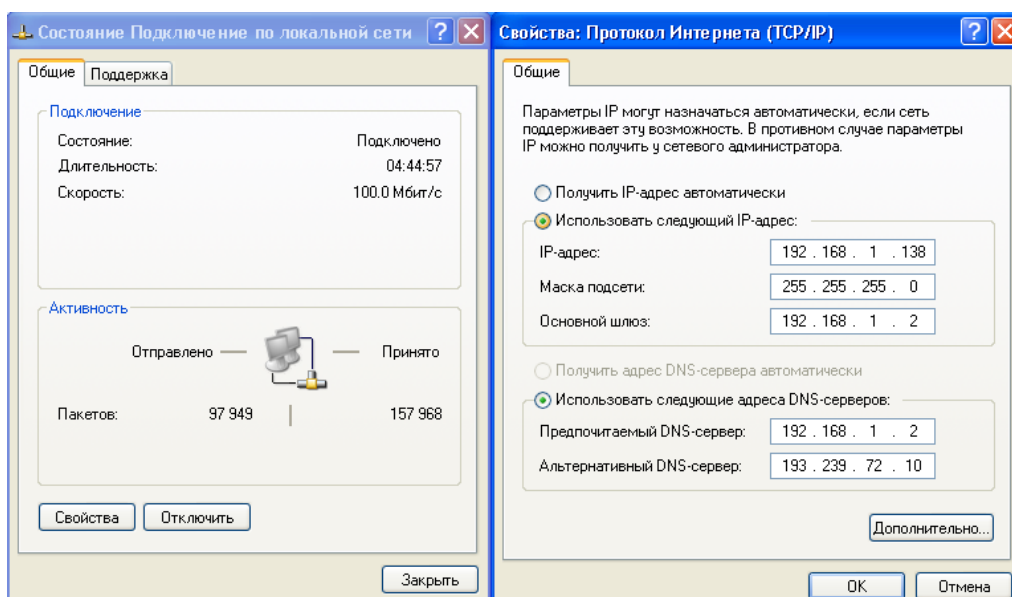 Состояние Подключение по локальной сети
Общие
Поддержка
Подключение
Состояние: Подключено
Длительность: 04:44:57
Скорость: 100.0 Мбит/с
Активность
Отправлено
Принято
Пакетов: 97 949 157 968
Свойства
Отключить
Закрыть
Свойства: Протокол Интернета (TCP/IP)
Общие
Параметры IP могут назначаться автоматически, если сеть
поддерживает эту возможность. В противном случае параметры
IP можно получить у сетевого администратора.
Получить IP-адрес автоматически
Использовать следующий IP-адрес:
IP-адрес: 192 . 168 . 1 . 138
Маска подсети: 255 . 255 . 255 . 0
Основной шлюз: 192 . 168 . 1 . 2
Получить адрес DNS-сервера автоматически
Использовать следующие адреса DNS-серверов:
Предпочитаемый DNS-сервер: 192 . 168 . 1 . 2
Альтернативный DNS-сервер: 193 . 239 . 72 . 10
Дополнительно...
OK
Отмена